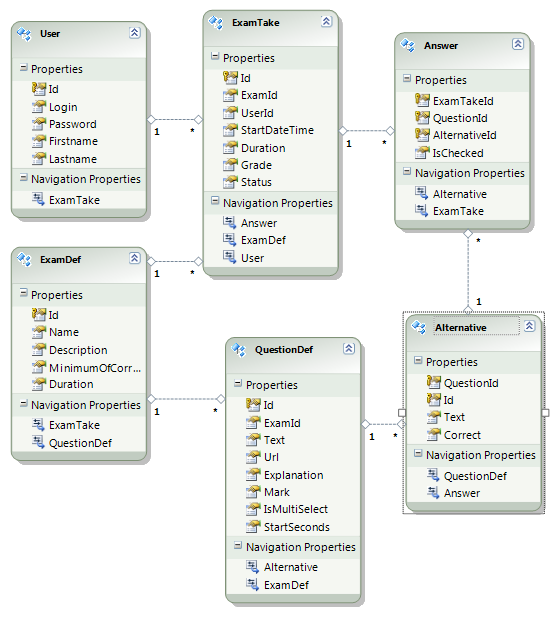 User
Properties
Id
Login
Password
Firstname
Lastname
Navigation Properties
ExamTake
1
*
ExamTake
Properties
Id
ExamId
UserId
StartDateTime
Duration
Grade
Status
Navigation Properties
Answer
ExamDef
User
1
*
Answer
Properties
ExamTakeId
QuestionId
AlternativeId
IsChecked
Navigation Properties
Alternative
ExamTake
*
1
ExamDef
Properties
Id
Name
Description
MinimumOfCorr...
Duration
Navigation Properties
ExamTake
QuestionDef
1
*
1
*
QuestionDef
Properties
Id
ExamId
Text
Url
Explanation
Mark
IsMultiSelect
StartSeconds
Navigation Properties
Alternative
ExamDef
1
*
Alternative
Properties
QuestionId
Id
Text
Correct
Navigation Properties
QuestionDef
Answer